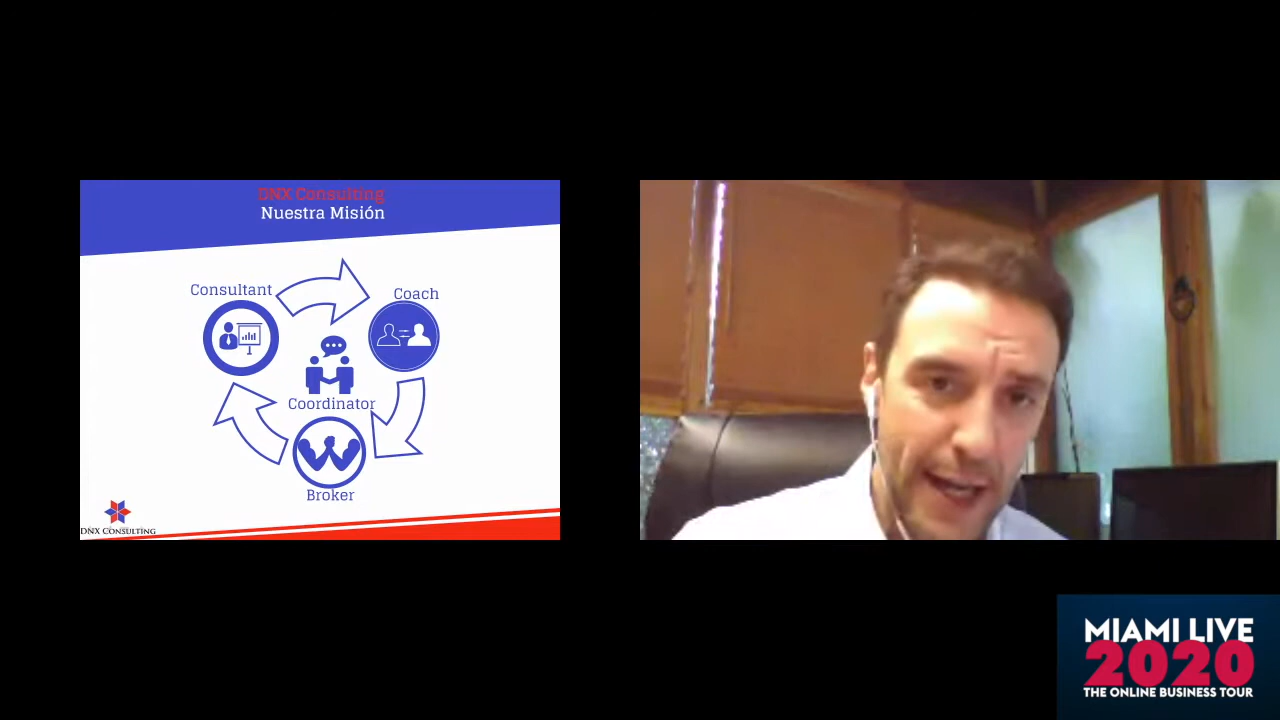 DNX Consulting
Nuestra Misión
Consultant
Coach
Coordinator
Broker
DNX CONSULTING
MIAMI LIVE
2020
THE ONLINE BUSINESS TOUR